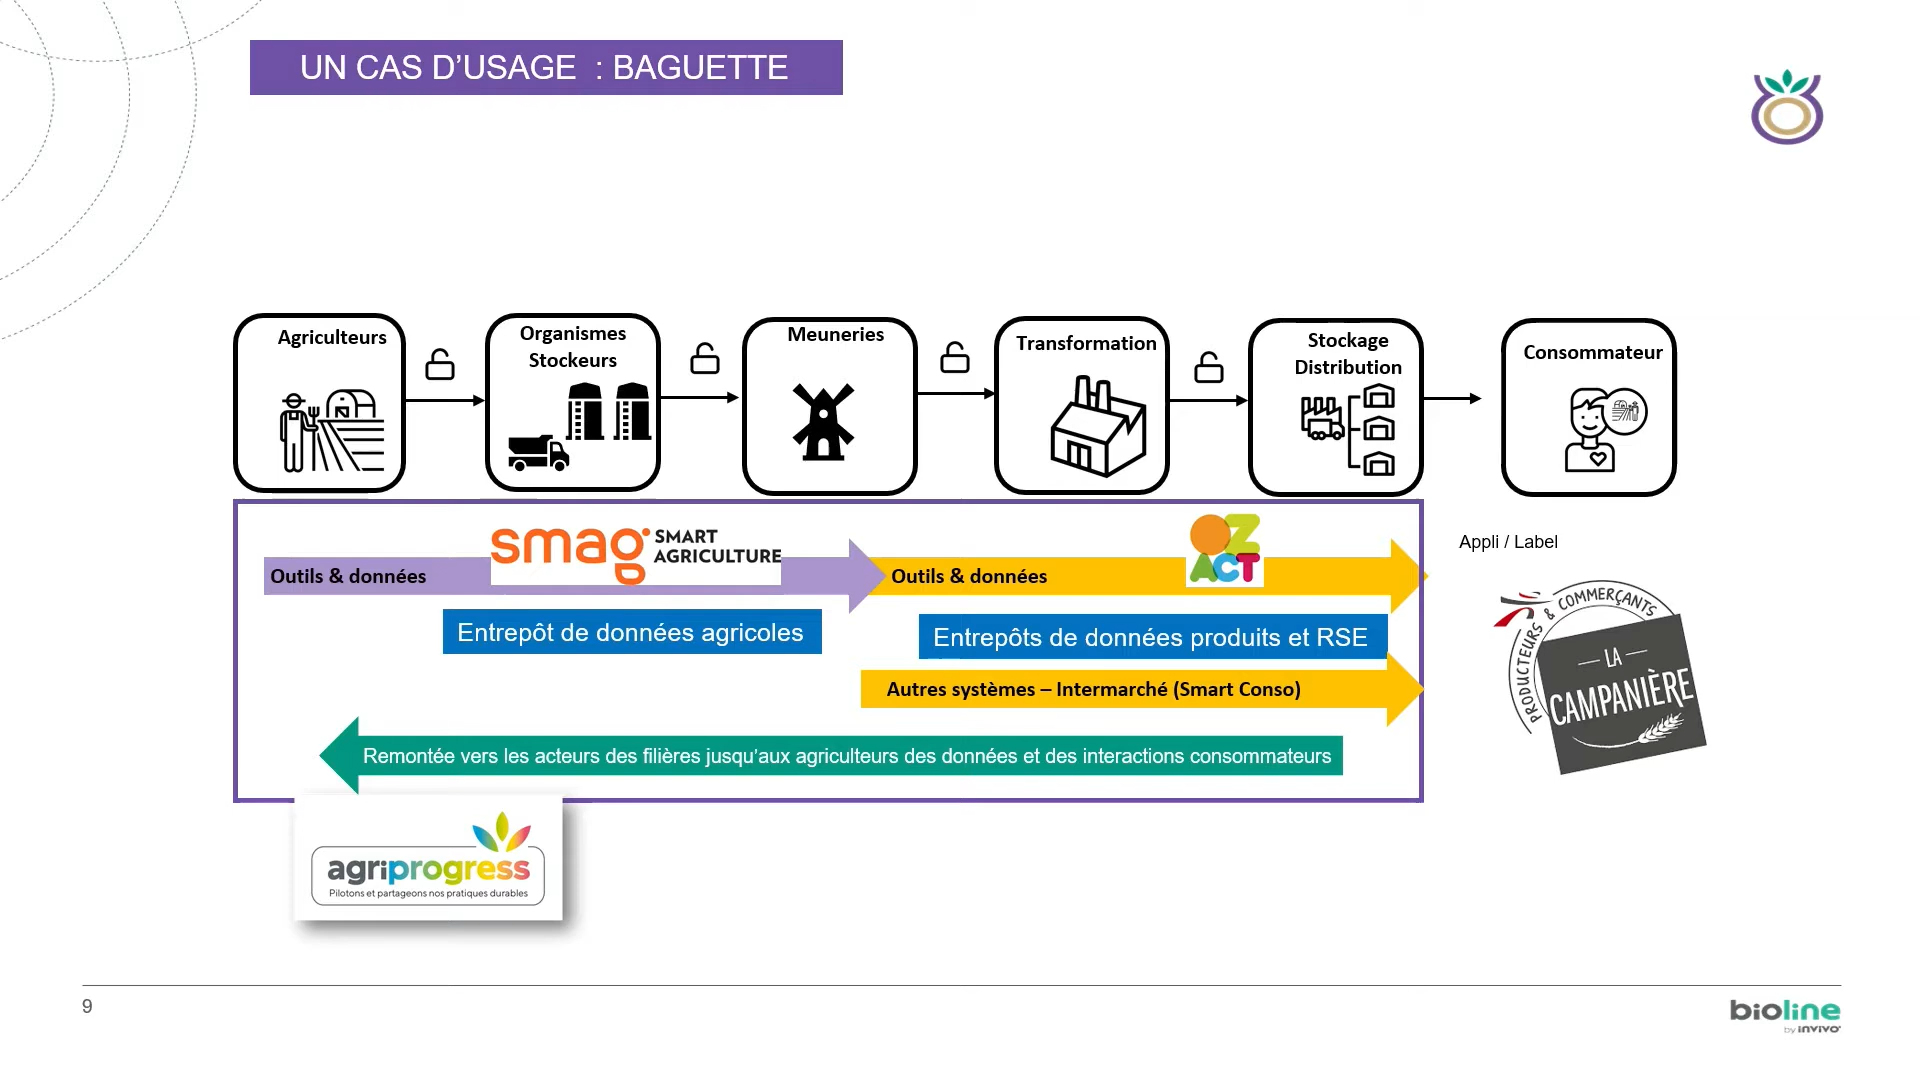 UN CAS D’USAGE : BAGUETTE
Agriculteurs
Organismes
Stockeurs
Meuneries
Transformation
Stockage
Distribution
Consommateur
smag SMART
AGRICULTURE
OZ
ACT
Outils & données
Outils & données
Appli / Label
Entrepôt de données agricoles
Entrepôts de données produits et RSE
PRODUCTEURS & COMMERÇANTS
LA
CAMPANIÈRE
Autres systèmes – Intermarché (Smart Conso)
Remontée vers les acteurs des filières jusqu’aux agriculteurs des données et des interactions consommateurs
agriprogress
Pilotons et partageons nos pratiques durables
9
bioline
by invivo